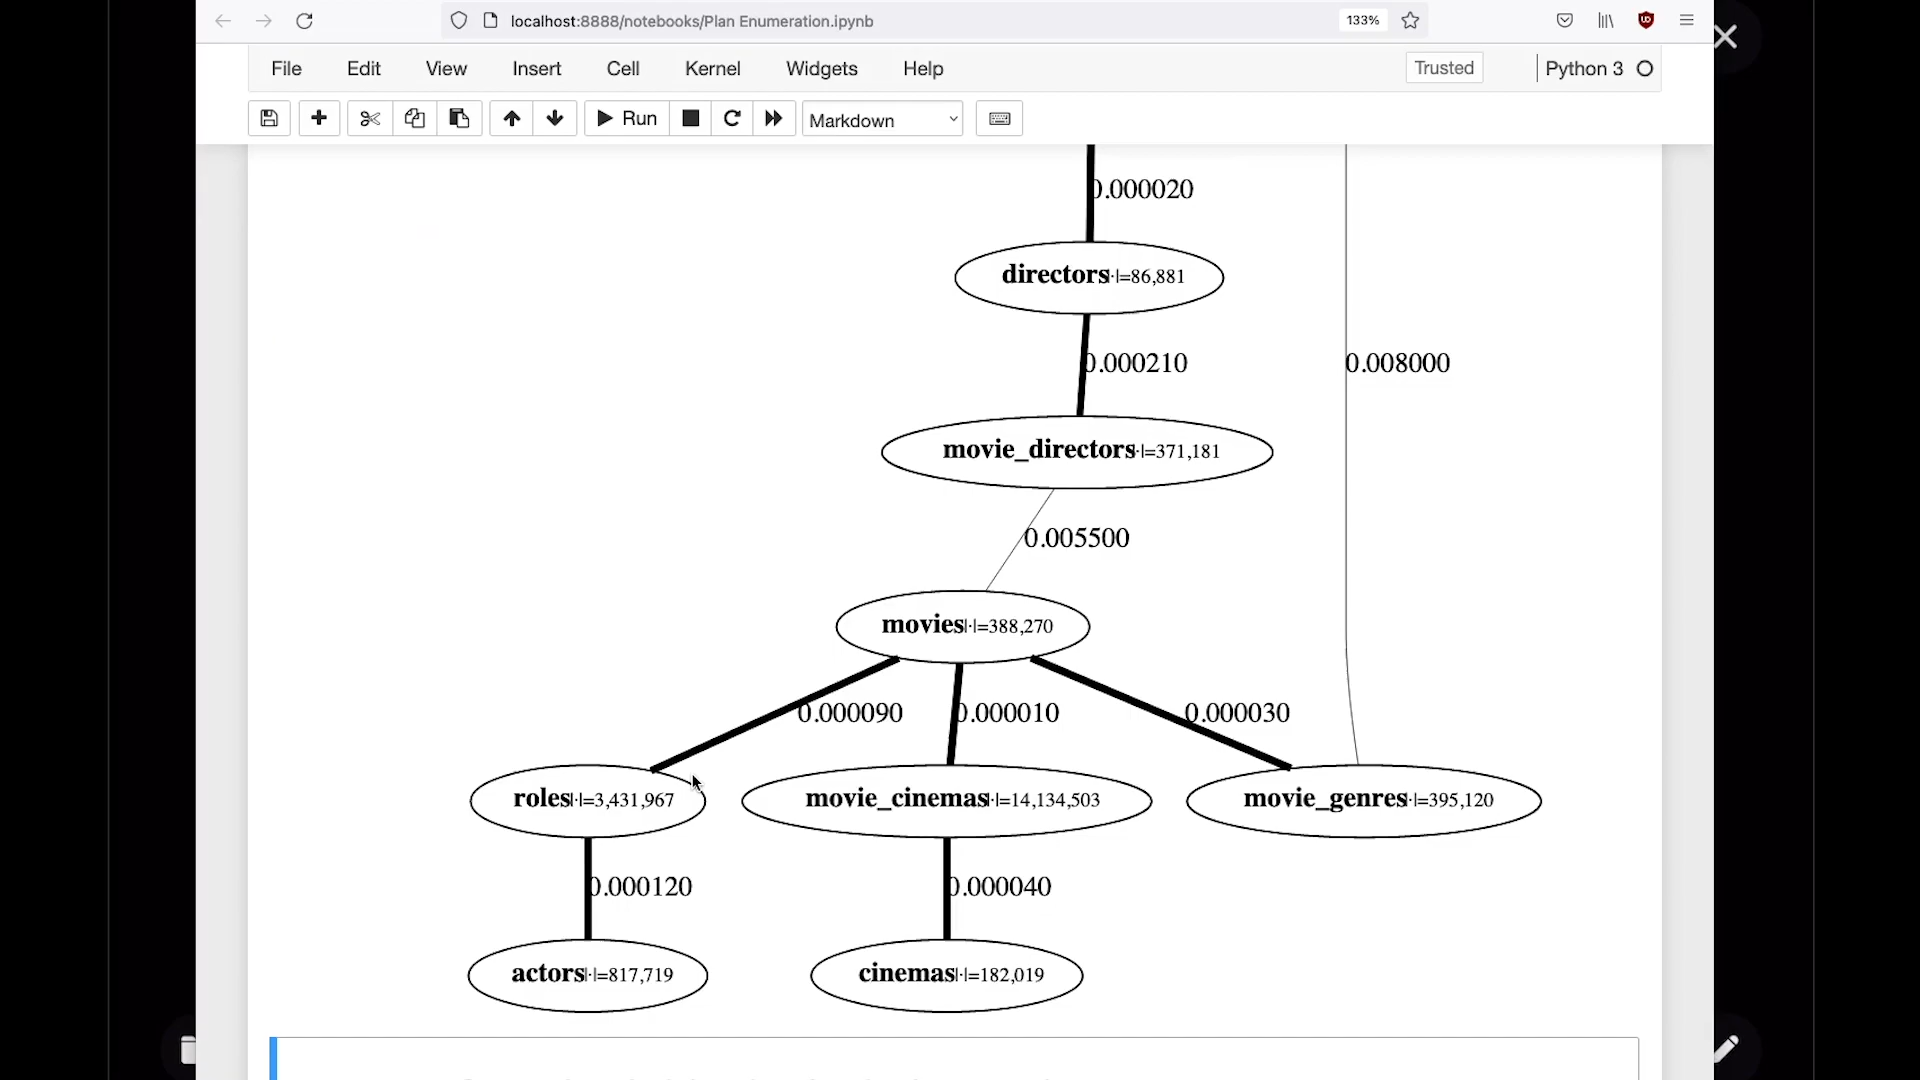 localhost:8888/notebooks/Plan Enumeration.ipynb
133%
File Edit View Insert Cell Kernel Widgets Help
Trusted
Python 3
Run
Markdown
0.000020
directors|·|=86,881
0.000210
0.008000
movie_directors|·|=371,181
0.005500
movies|·|=388,270
0.000090
0.000010
0.000030
roles|·|=3,431,967
movie_cinemas|·|=14,134,503
movie_genres|·|=395,120
0.000120
0.000040
actors|·|=817,719
cinemas|·|=182,019